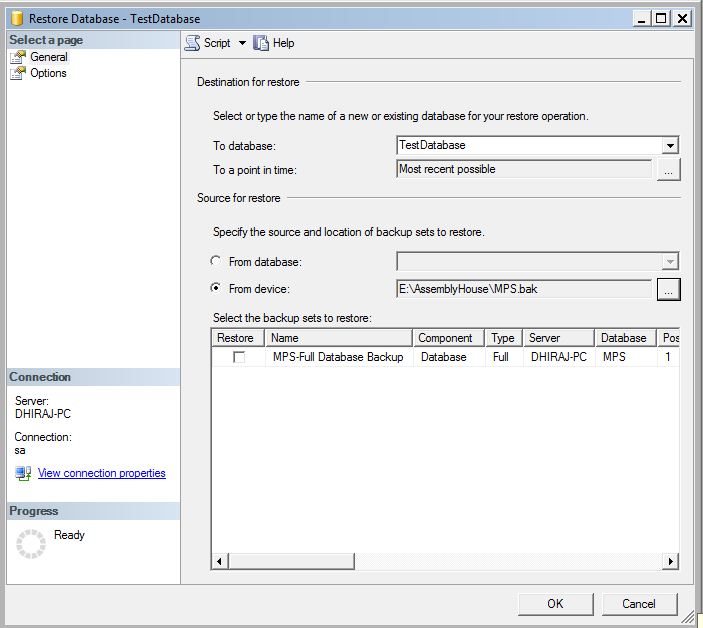 Restore Database - TestDatabase
Select a page
General
Options
Script Help
Destination for restore
Select or type the name of a new or existing database for your restore operation.
To database: TestDatabase
To a point in time: Most recent possible ...
Source for restore
Specify the source and location of backup sets to restore.
From database:
From device: E:\AssemblyHouse\MPS.bak ...
Select the backup sets to restore:
Restore Name Component Type Server Database Pos
MPS-Full Database Backup Database Full DHIRAJ-PC MPS 1
Connection
Server:
DHIRAJ-PC
Connection:
sa
View connection properties
Progress
Ready
OK Cancel